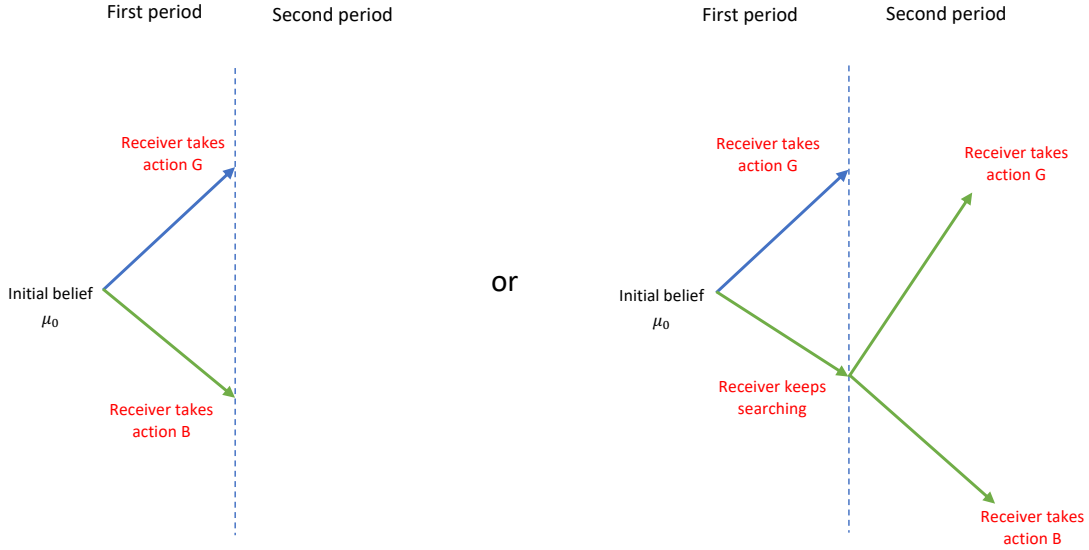 First period
Second period
Receiver takes
action G
Initial belief
μ₀
Receiver takes
action B
or
First period
Second period
Receiver takes
action G
Receiver takes
action G
Initial belief
μ₀
Receiver keeps
searching
Receiver takes
action B